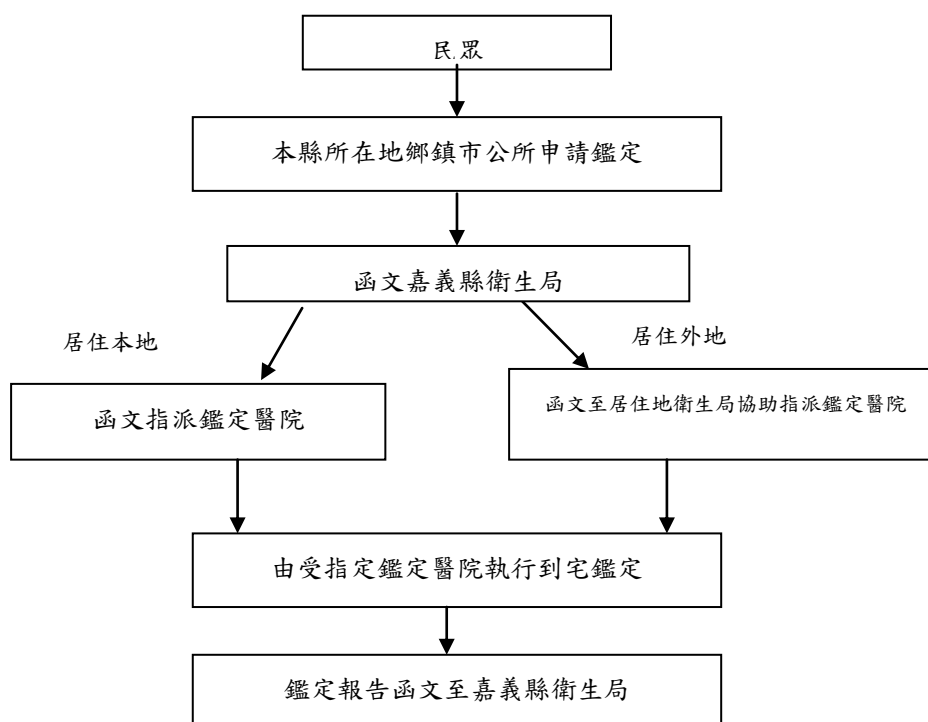 民眾
本縣所在地鄉鎮市公所申請鑑定
函文嘉義縣衛生局
居住本地
居住外地
函文指派鑑定醫院
函文至居住地衛生局協助指派鑑定醫院
由受指定鑑定醫院執行到宅鑑定
鑑定報告函文至嘉義縣衛生局